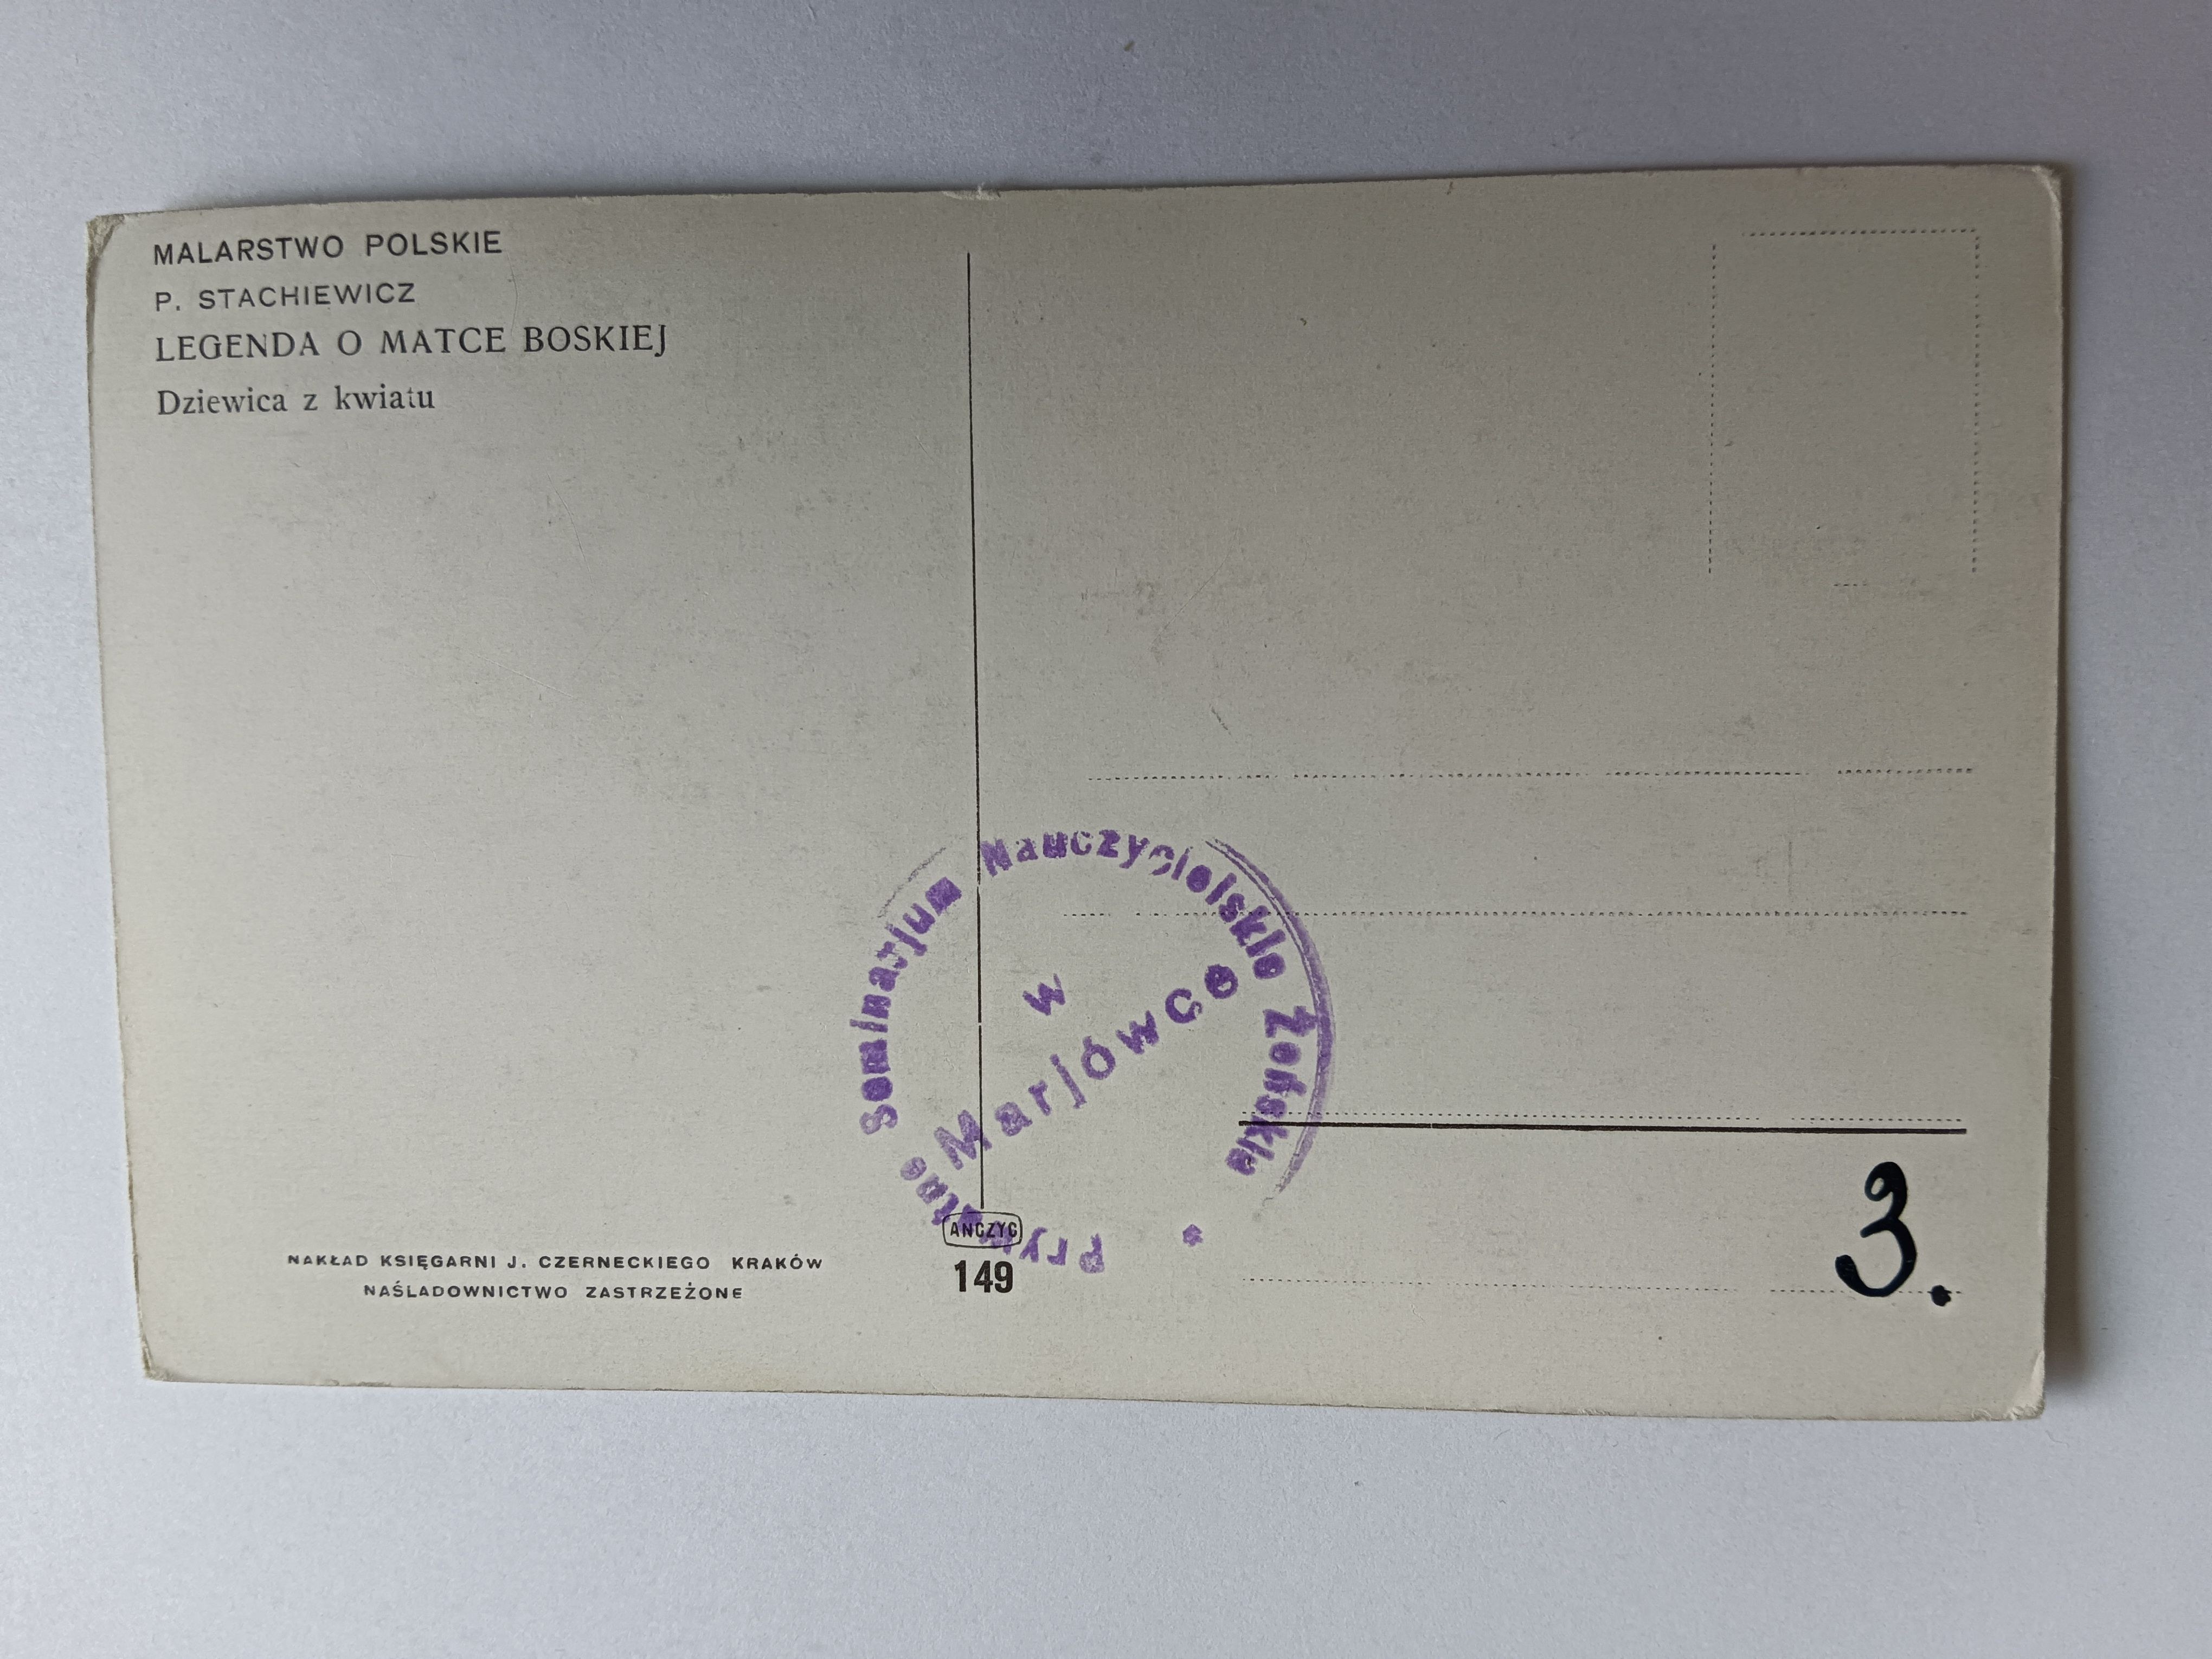 MALARSTWO POLSKIE
P. STACHIEWICZ
LEGENDA O MATCE BOSKIEJ
Dziewica z kwiatu
Prywatne Seminarjum Nauczycielskie Żeńskie
w
Marjówce
ANCZYC
149
NAKŁAD KSIĘGARNI J. CZERNECKIEGO KRAKÓW
NAŚLADOWNICTWO ZASTRZEŻONE
3.